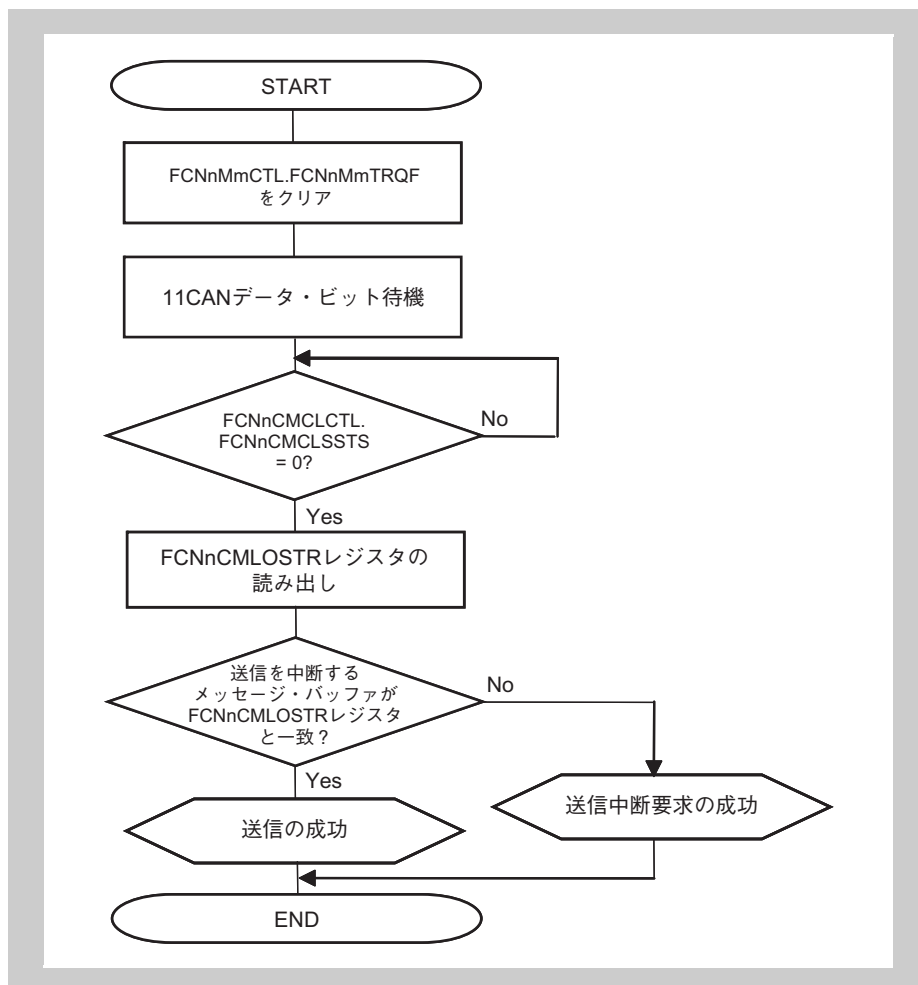 START
FCNnMmCTL.FCNnMmTRQF
をクリア
11CANデータ・ビット待機
FCNnCMCLCTL.
FCNnCMCLSSTS
= 0?
No
Yes
FCNnCMLOSTRレジスタの
読み出し
送信を中断する
メッセージ・バッファが
FCNnCMLOSTRレジスタ
と一致？
No
Yes
送信の成功
送信中断要求の成功
END